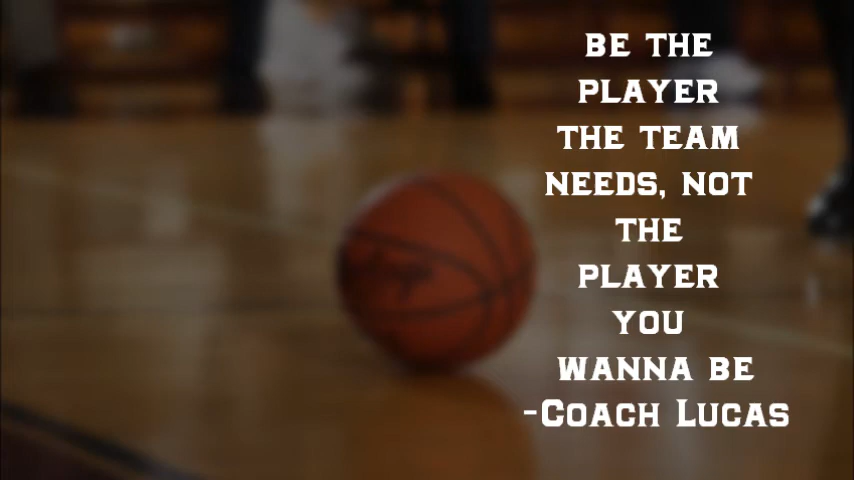 BE THE
PLAYER
THE TEAM
NEEDS, NOT
THE
PLAYER
YOU
WANNA BE
-COACH LUCAS